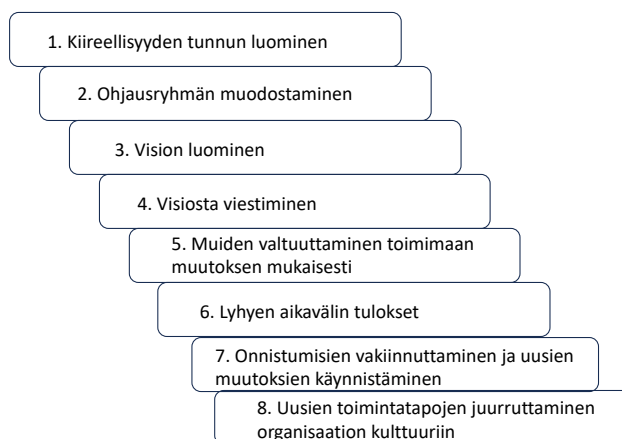 1. Kiireellisyyden tunnun luominen
2. Ohjausryhmän muodostaminen
3. Vision luominen
4. Visiosta viestiminen
5. Muiden valtuuttaminen toimimaan
muutoksen mukaisesti
6. Lyhyen aikavälin tulokset
7. Onnistumisien vakiinnuttaminen ja uusien
muutoksien käynnistäminen
8. Uusien toimintatapojen juurruttaminen
organisaation kulttuuriin